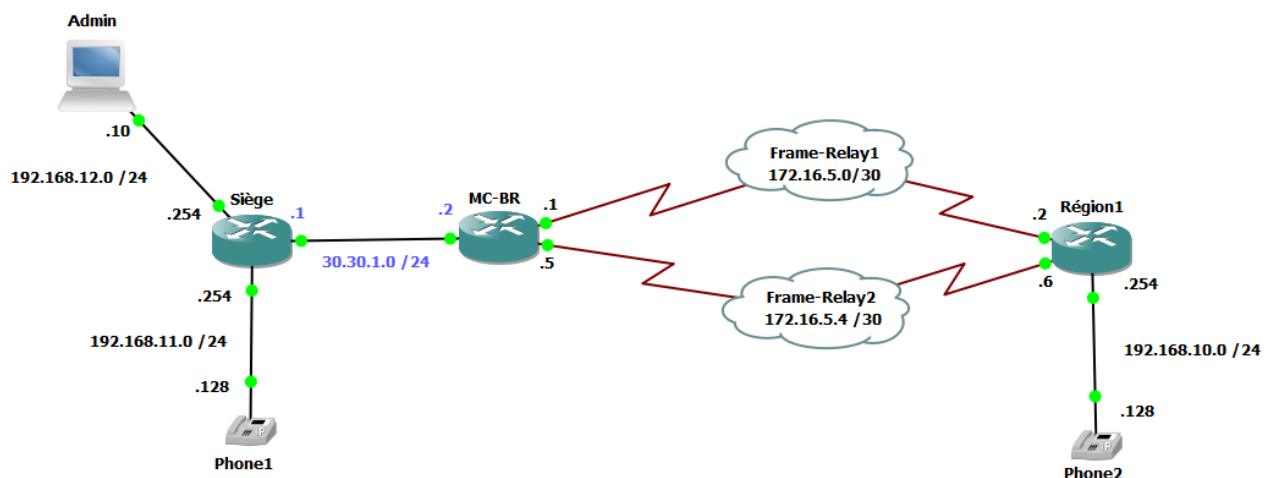 Admin
.10
192.168.12.0 /24
.254
Siège
.1
30.30.1.0 /24
.2
MC-BR
.1
.5
Frame-Relay1
172.16.5.0/30
Frame-Relay2
172.16.5.4 /30
Région1
.2
.6
.254
192.168.10.0 /24
.128
Phone2
.254
192.168.11.0 /24
.128
IP
Phone1